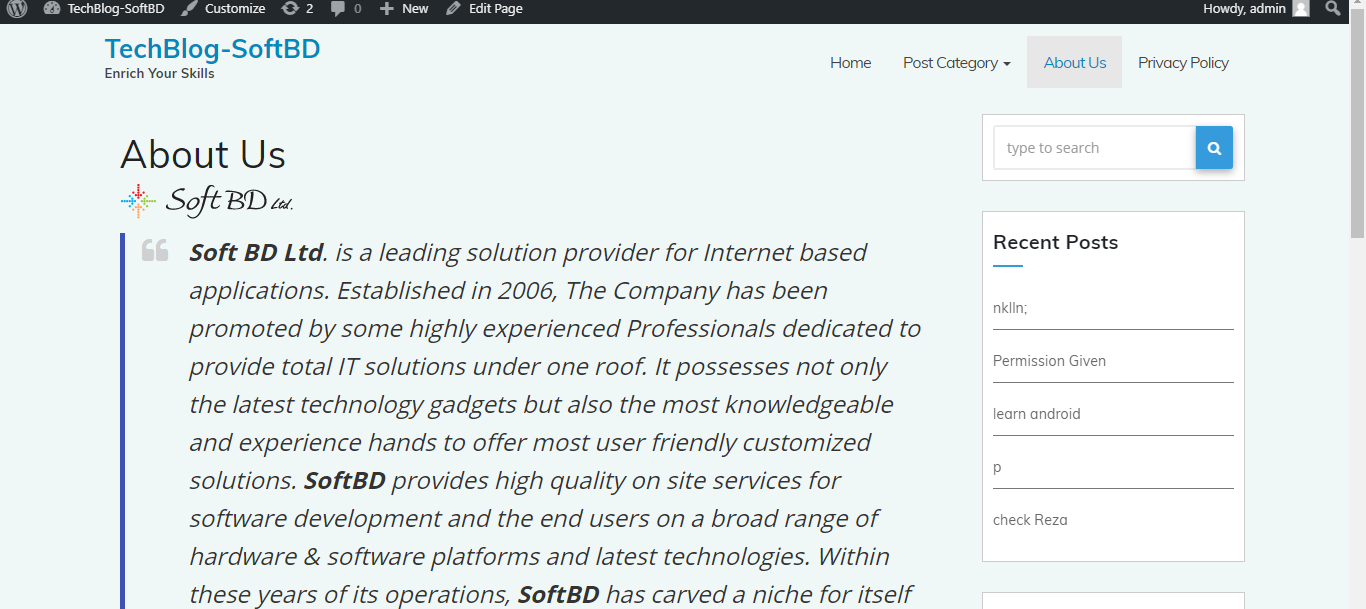 TechBlog-SoftBD Customize 2 0 New Edit Page Howdy, admin
TechBlog-SoftBD
Enrich Your Skills
Home Post Category About Us Privacy Policy
About Us
Soft BD Ltd.
Soft BD Ltd. is a leading solution provider for Internet based
applications. Established in 2006, The Company has been
promoted by some highly experienced Professionals dedicated to
provide total IT solutions under one roof. It possesses not only
the latest technology gadgets but also the most knowledgeable
and experience hands to offer most user friendly customized
solutions. SoftBD provides high quality on site services for
software development and the end users on a broad range of
hardware & software platforms and latest technologies. Within
these years of its operations, SoftBD has carved a niche for itself
type to search
Recent Posts
nklln;
Permission Given
learn android
p
check Reza